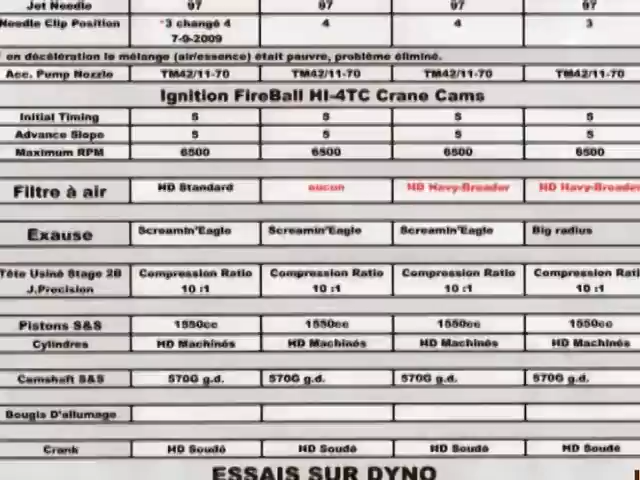 Jet Needle 97 97 97 97
Needle Clip Position *3 changé 4 4 4 3
7-9-2009
en décélération le mélange (air/essence) était pauvre, problème éliminé.
Acc. Pump Nozzle TM42/11-70 TM42/11-70 TM42/11-70 TM42/11-70
Ignition FireBall HI-4TC Crane Cams
Initial Timing 5 5 5 5
Advance Slope 5 5 5 5
Maximum RPM 6500 6500 6500 6500
Filtre à air HD Standard aucun HD Heavy-Breader HD Heavy-Breader
Exause Screamin'Eagle Screamin'Eagle Screamin'Eagle Big radius
Tête Usiné Stage 2B Compression Ratio Compression Ratio Compression Ratio Compression Rati
J.Precision 10 :1 10 :1 10 :1 10 :1
Pistons S&S 1550cc 1550cc 1550cc 1550cc
Cylindres HD Machinés HD Machinés HD Machinés HD Machinés
Camshaft S&S 570G g.d. 570G g.d. 570G g.d. 570G g.d.
Bougis D'allumage
Crank HD Soudé HD Soudé HD Soudé HD Soudé
ESSAIS SUR DYNO